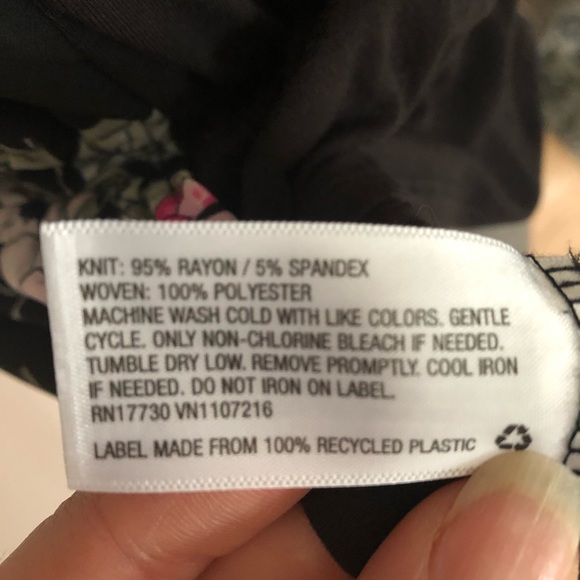 KNIT: 95% RAYON / 5% SPANDEX
WOVEN: 100% POLYESTER
MACHINE WASH COLD WITH LIKE COLORS. GENTLE
CYCLE. ONLY NON-CHLORINE BLEACH IF NEEDED.
TUMBLE DRY LOW. REMOVE PROMPTLY. COOL IRON
IF NEEDED. DO NOT IRON ON LABEL.
RN17730 VN1107216
LABEL MADE FROM 100% RECYCLED PLASTIC